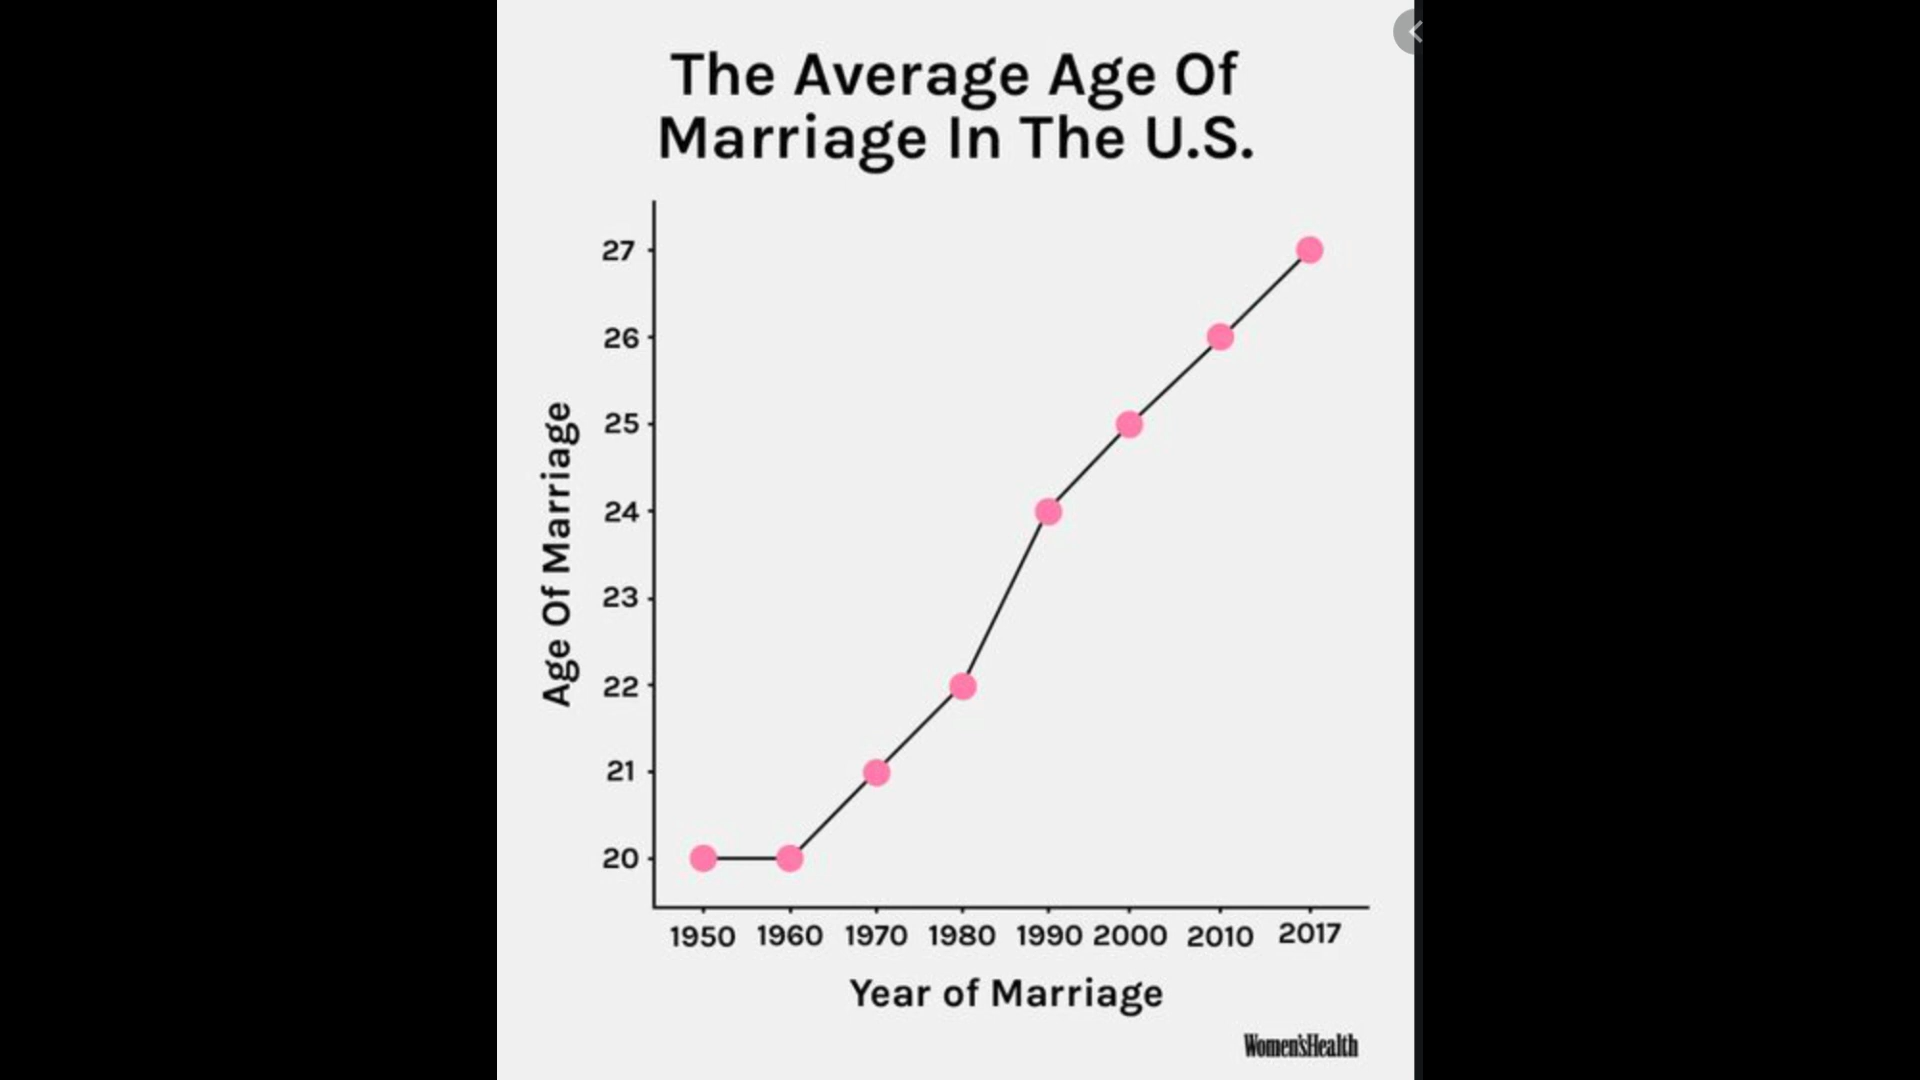 The Average Age Of
Marriage In The U.S.
27
26
25
24
23
22
21
20
Age Of Marriage
1950 1960 1970 1980 1990 2000 2010 2017
Year of Marriage
Women'sHealth